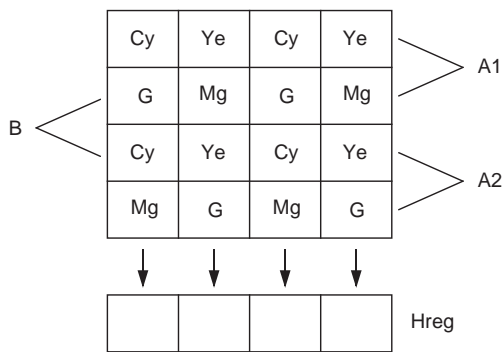 Cy Ye Cy Ye
A1
G Mg G Mg
B
Cy Ye Cy Ye
A2
Mg G Mg G
Hreg